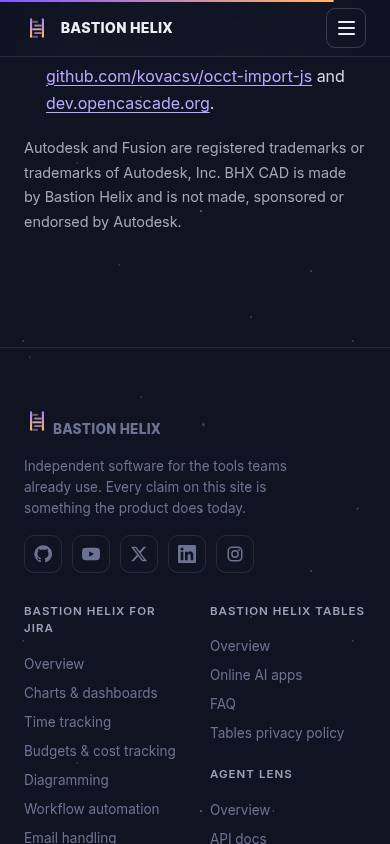 BASTION HELIX
github.com/kovacsv/occt-import-js and
dev.opencascade.org.
Autodesk and Fusion are registered trademarks or
trademarks of Autodesk, Inc. BHX CAD is made
by Bastion Helix and is not made, sponsored or
endorsed by Autodesk.
BASTION HELIX
Independent software for the tools teams
already use. Every claim on this site is
something the product does today.
BASTION HELIX FOR
JIRA
Overview
Charts & dashboards
Time tracking
Budgets & cost tracking
Diagramming
Workflow automation
Email handling
BASTION HELIX TABLES
Overview
Online AI apps
FAQ
Tables privacy policy
AGENT LENS
Overview
API docs